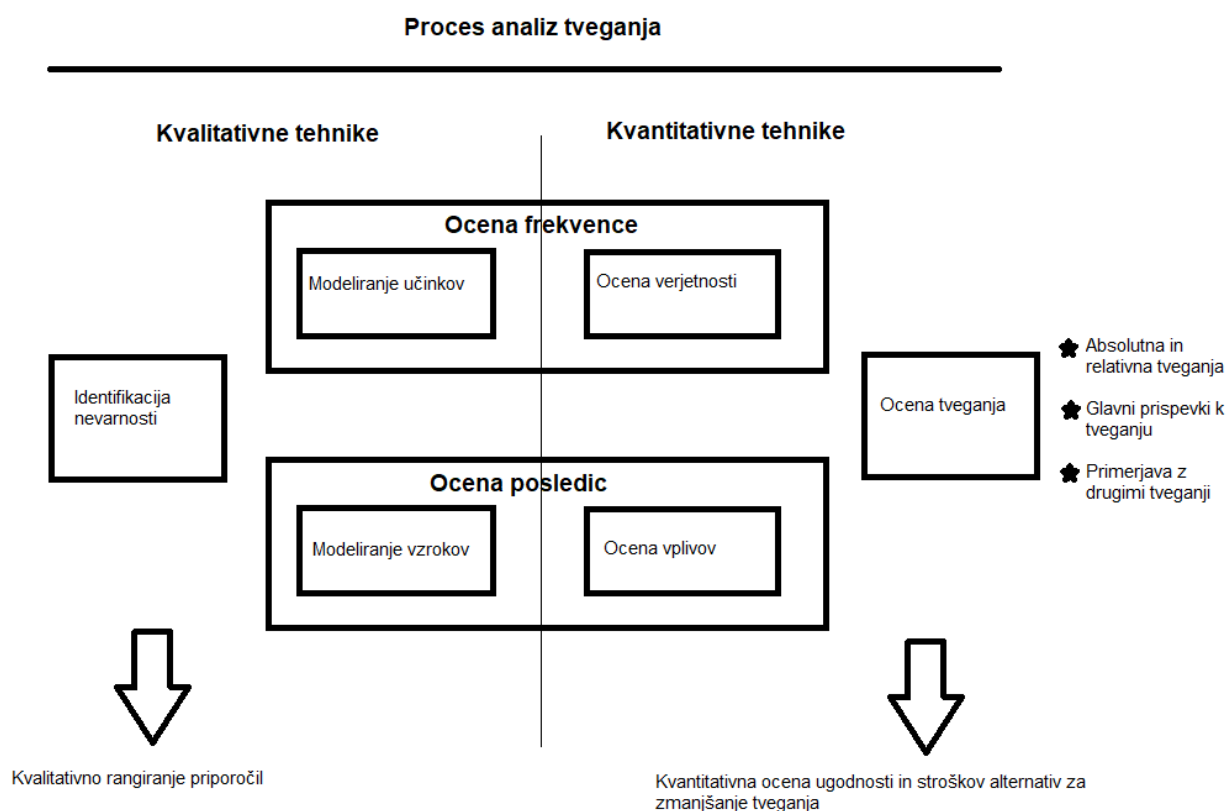 Proces analiz tveganja
Kvalitativne tehnike
Kvantitativne tehnike
Ocena frekvence
Modeliranje učinkov
Ocena verjetnosti
Identifikacija
nevarnosti
Ocena tveganja
Absolutna in
relativna tveganja
Glavni prispevki k
tveganju
Primerjava z
drugimi tveganji
Ocena posledic
Modeliranje vzrokov
Ocena vplivov
Kvalitativno rangiranje priporočil
Kvantitativna ocena ugodnosti in stroškov alternativ za
zmanjšanje tveganja